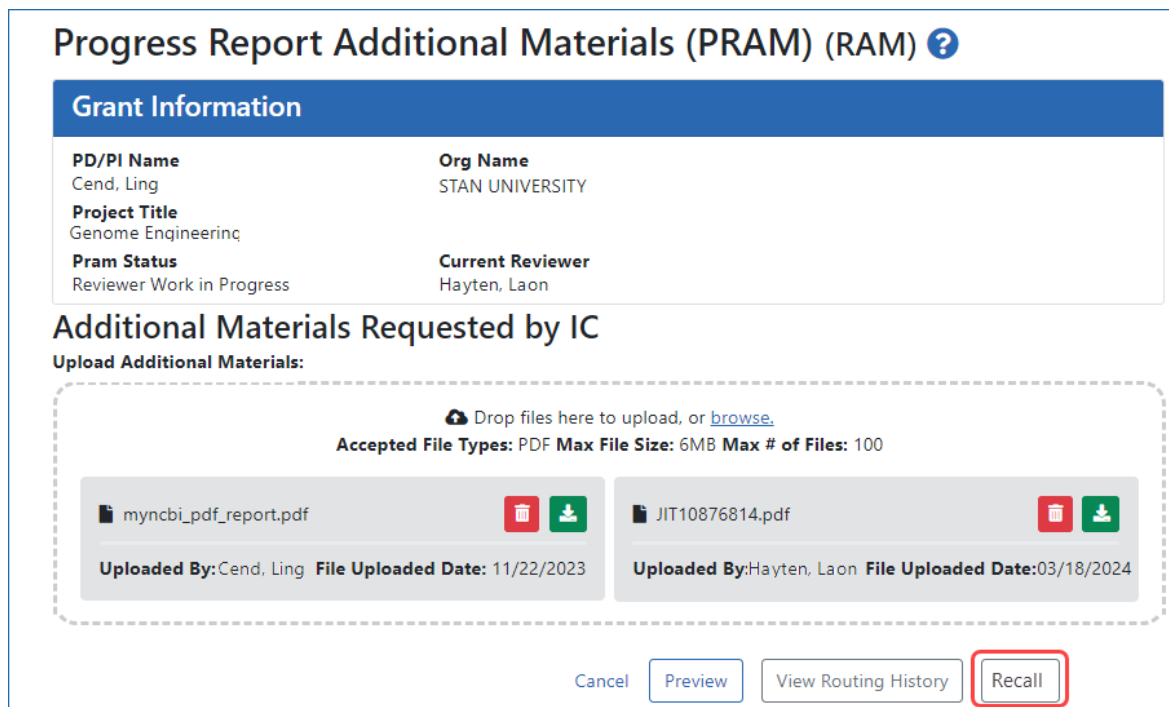 Progress Report Additional Materials (PRAM) (RAM) ?
Grant Information
PD/PI Name
Cend, Ling
Org Name
STAN UNIVERSITY
Project Title
Genome Engineering
Pram Status
Reviewer Work in Progress
Current Reviewer
Hayten, Laon
Additional Materials Requested by IC
Upload Additional Materials:
Drop files here to upload, or browse.
Accepted File Types: PDF Max File Size: 6MB Max # of Files: 100
myncbi_pdf_report.pdf
Uploaded By:Cend, Ling File Uploaded Date: 11/22/2023
JIT10876814.pdf
Uploaded By:Hayten, Laon File Uploaded Date:03/18/2024
Cancel
Preview
View Routing History
Recall